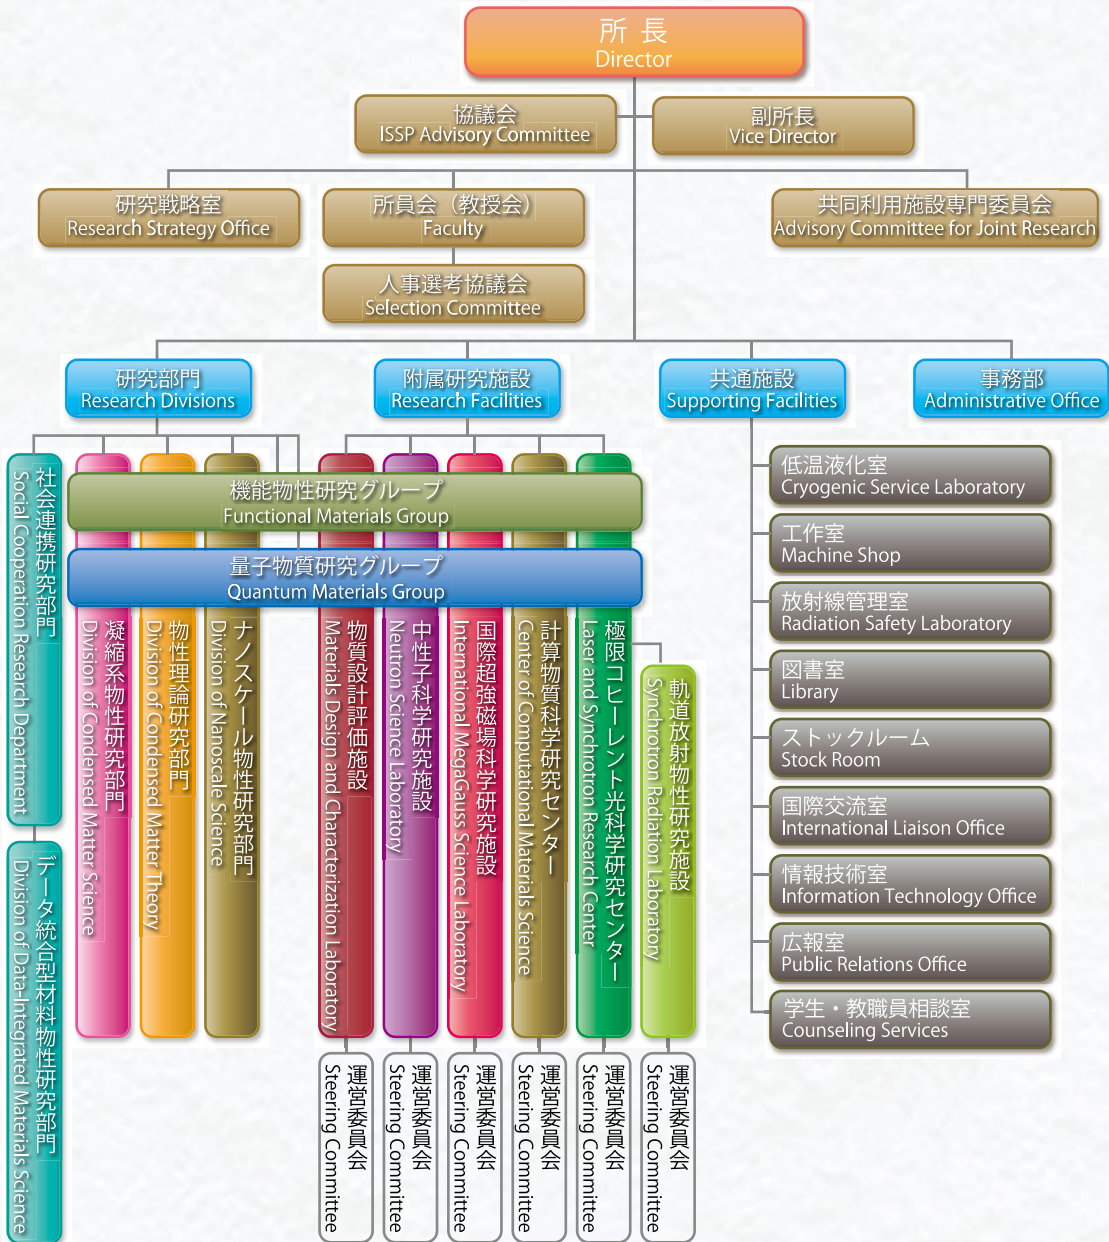 所 長
Director
協議会
ISSP Advisory Committee
副所長
Vice Director
研究戦略室
Research Strategy Office
所員会（教授会）
Faculty
共同利用施設専門委員会
Advisory Committee for Joint Research
人事選考協議会
Selection Committee
研究部門
Research Divisions
附属研究施設
Research Facilities
共通施設
Supporting Facilities
事務部
Administrative Office
社会連携研究部門
Social Cooperation Research Department
データ統合型材料物性研究部門
Division of Data-Integrated Materials Science
機能物性研究グループ
Functional Materials Group
量子物質研究グループ
Quantum Materials Group
凝縮系物性研究部門
Division of Condensed Matter Science
物性理論研究部門
Division of Condensed Matter Theory
ナノスケール物性研究部門
Division of Nanoscale Science
物質設計評価施設
Materials Design and Characterization Laboratory
中性子科学研究施設
Neutron Science Laboratory
国際超強磁場科学研究施設
International MegaGauss Science Laboratory
計算物質科学研究センター
Center of Computational Materials Science
極限コヒーレント光科学研究センター
Laser and Synchrotron Research Center
軌道放射物性研究施設
Synchrotron Radiation Laboratory
運営委員会
Steering Committee
運営委員会
Steering Committee
運営委員会
Steering Committee
運営委員会
Steering Committee
運営委員会
Steering Committee
運営委員会
Steering Committee
低温液化室
Cryogenic Service Laboratory
工作室
Machine Shop
放射線管理室
Radiation Safety Laboratory
図書室
Library
ストックルーム
Stock Room
国際交流室
International Liaison Office
情報技術室
Information Technology Office
広報室
Public Relations Office
学生・教職員相談室
Counseling Services